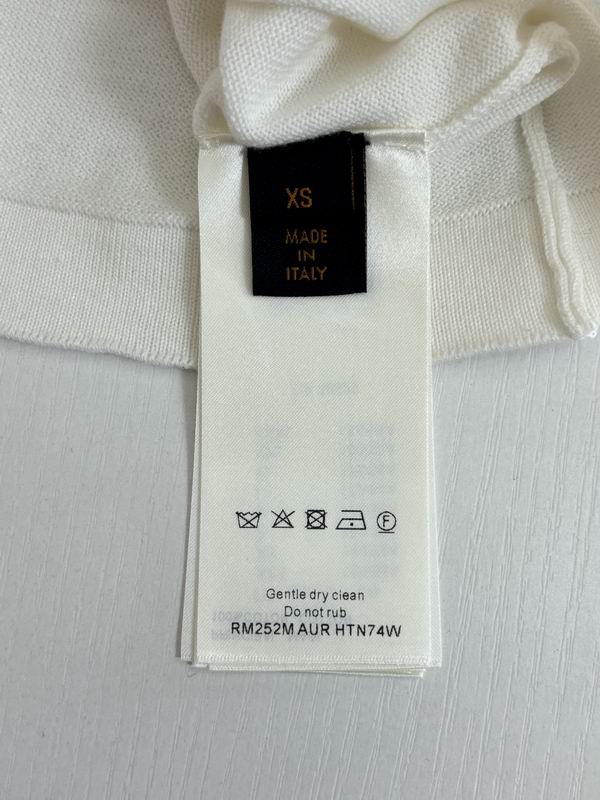 XS
MADE
IN
ITALY
F
Gentle dry clean
Do not rub
RM252M AUR HTN74W